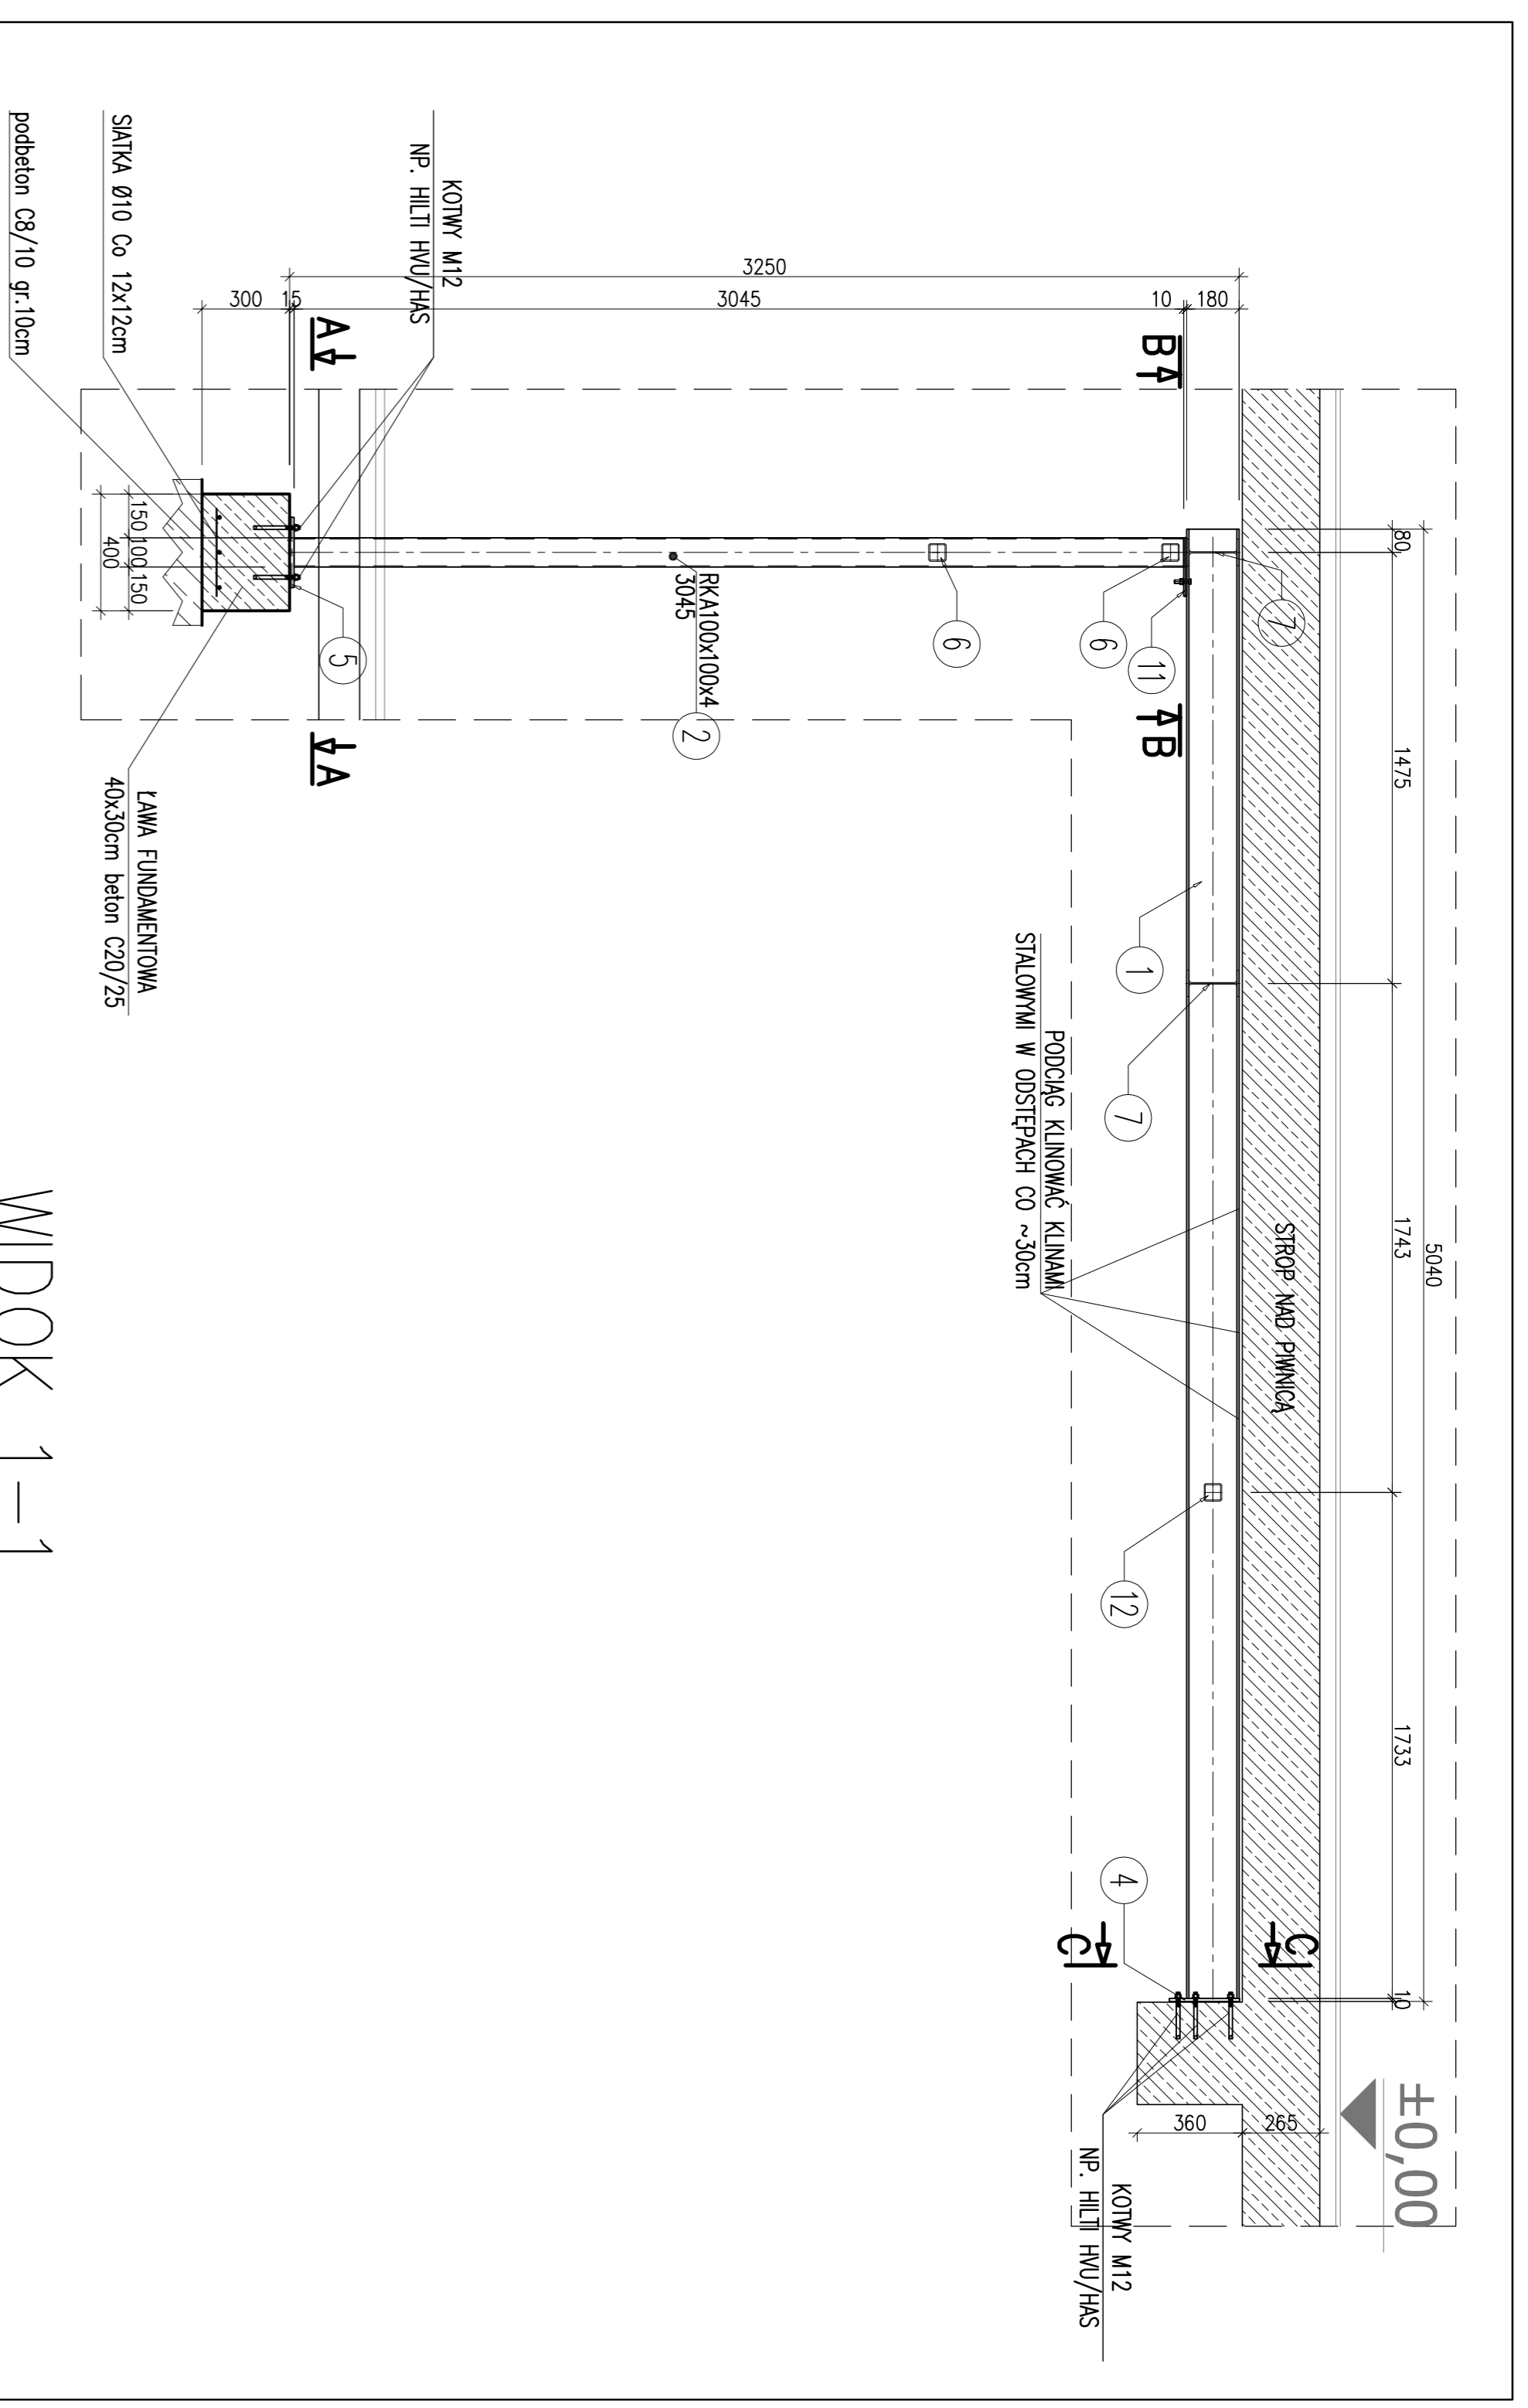 5040
80
1475
1743
1733
10
±0,00
STROP NAD PIWNICĄ
265
360
3250
180
10
3045
15
300
B
B
C
C
A
A
7
11
6
6
1
7
12
4
PODCIĄG KLINOWAĆ KLINAMI
STALOWYMI W ODSTĘPACH CO ~30cm
KOTWY M12
NP. HILTI HVU/HAS
RKA100x100x4
3045
2
KOTWY M12
NP. HILTI HVU/HAS
5
150
100
150
400
ŁAWA FUNDAMENTOWA
40x30cm beton C20/25
SIATKA Ø10 Co 12x12cm
podbeton C8/10 gr.10cm
WIDOK 1-1